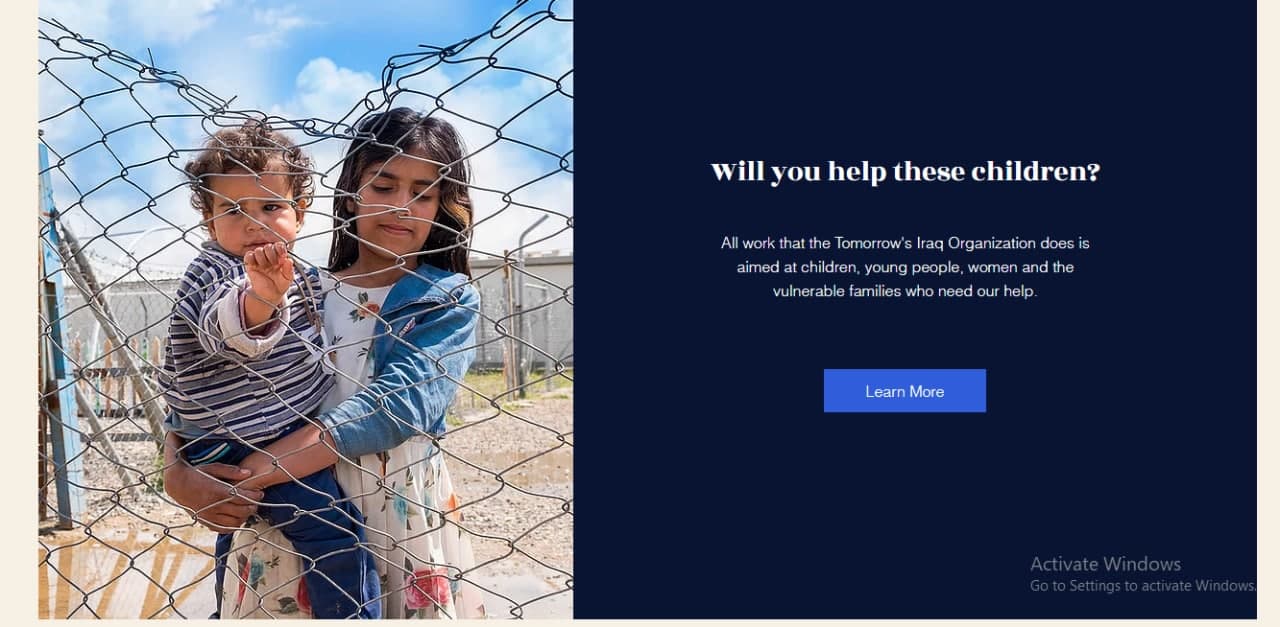 Will you help these children?
All work that the Tomorrow's Iraq Organization does is
aimed at children, young people, women and the
vulnerable families who need our help.
Learn More
Activate Windows
Go to Settings to activate Windows.